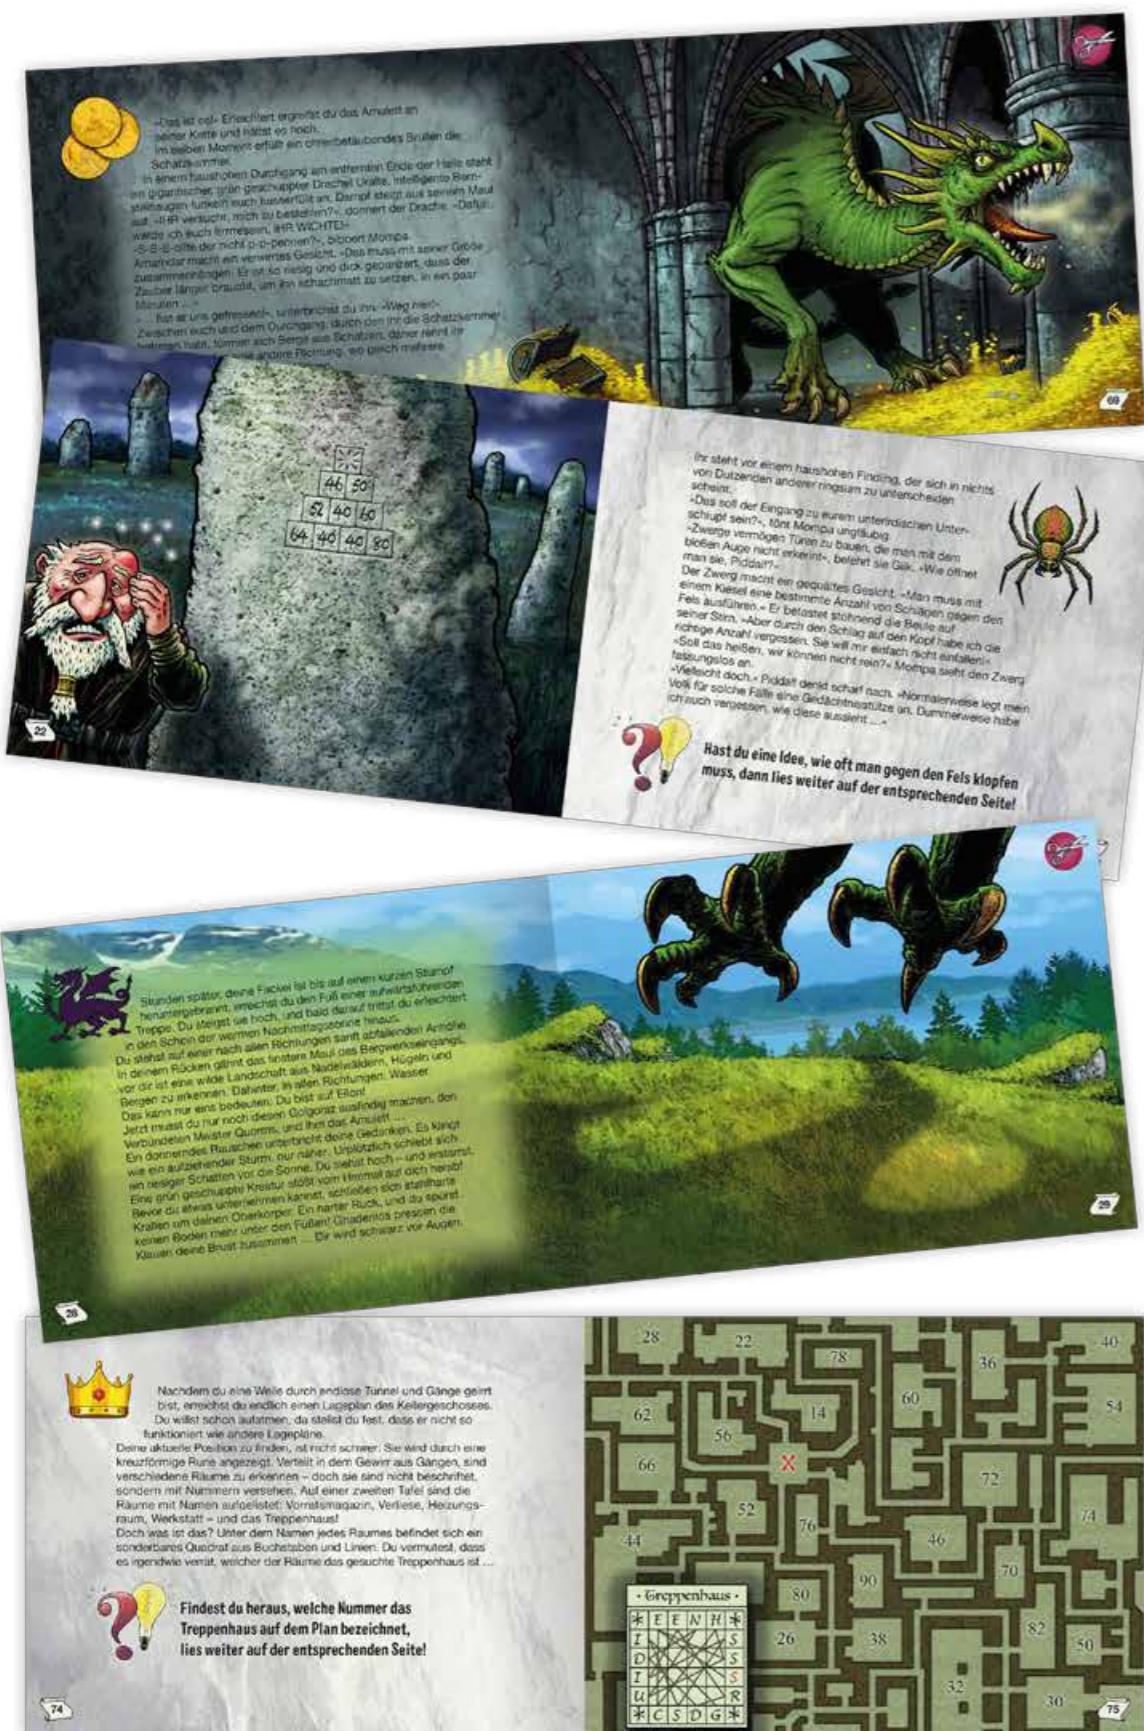 »Das ist es!« Erleichtert ergreifst du das Amulett an
seiner Kette und hältst es hoch.
Im selben Moment erfüllt ein ohrenbetäubendes Brüllen die
Schatzkammer.
In einem haushohen Durchgang am entfernten Ende der Halle steht
ein gigantischer, grün geschuppter Drache! Uralte, intelligente Bern-
steinaugen funkeln euch hasserfüllt an. Dampf steigt aus seinem Maul
auf. »IHR versucht, mich zu bestehlen?«, donnert der Drache. »Dafür
werde ich euch fressen, IHR WICHTE!«
»S-S-S-ollte der nicht p-p-pennen?«, bibbert Mompa.
macht ein verwirrtes Gesicht. »Das muss mit seiner Größe
zusammenhängen. Er ist so riesig und dick gepanzert, dass der
Zauber länger braucht, um ihn schachmatt zu setzen. In ein paar
Minuten ... «
»... hat er uns gefressen!«, unterbrichst du ihn. »Weg hier!«
Zwischen euch und dem Durchgang, durch den ihr die Schatzkammer
betreten habt, türmen sich Berge aus Schätzen, daher rennt ihr
andere Richtung, wo gleich mehrere
69
46 50
52 40 60
64 40 40 80
22
Ihr steht vor einem haushohen Findling, der sich in nichts
von Dutzenden anderer ringsum zu unterscheiden
scheint.
»Das soll der Eingang zu eurem unterirdischen Unter-
schlupf sein?«, tönt Mompa ungläubig.
»Zwerge vermögen Türen zu bauen, die man mit dem
bloßen Auge nicht erkennt«, belehrt sie Glik. »Wie öffnet
man sie, Piddal?«
Der Zwerg macht ein gequältes Gesicht. »Man muss mit
einem Kiesel eine bestimmte Anzahl von Schlägen gegen den
Fels ausführen.« Er betastet stöhnend die Beule auf
seiner Stirn. »Aber durch den Schlag auf den Kopf habe ich die
richtige Anzahl vergessen. Sie will mir einfach nicht einfallen!«
»Soll das heißen, wir können nicht rein?« Mompa sieht den Zwerg
fassungslos an.
»Vielleicht doch.« denkt scharf nach. »Normalerweise legt mein
Volk für solche Fälle eine Gedächtnisstütze an. Dummerweise habe
ich auch vergessen, wie diese aussieht ...«
Hast du eine Idee, wie oft man gegen den Fels klopfen
muss, dann lies weiter auf der entsprechenden Seite!
Stunden später, deine Fackel ist bis auf einen kurzen Stumpf
heruntergebrannt, erreichst du den Fuß einer aufwärtsführenden
Treppe. Du steigst sie hoch, und bald darauf trittst du erleichtert
in den Schein der warmen Nachmittagssonne hinaus.
Du stehst auf einer nach allen Richtungen sanft abfallenden Anhöhe.
In deinem Rücken gähnt das finstere Maul des Bergwerkseingangs,
vor dir ist eine wilde Landschaft aus Nadelwäldern, Hügeln und
Bergen zu erkennen. Dahinter, in allen Richtungen: Wasser.
Das kann nur eins bedeuten: Du bist auf Ellon!
Jetzt musst du nur noch diesen Golgoraz ausfindig machen, den
Verbündeten Meister Quorens, und ihm das Amulett ...
Ein donnerndes Rauschen unterbricht deine Gedanken. Es klingt
wie ein aufziehender Sturm, nur näher. Urplötzlich schiebt sich
ein riesiger Schatten vor die Sonne. Du siehst hoch – und erstarrst.
Eine grün geschuppte Kreatur stößt vom Himmel auf dich herab!
Bevor du etwas unternehmen kannst, schließen sich stahlharte
Krallen um deinen Oberkörper. Ein harter Ruck, und du spürst
keinen Boden mehr unter den Füßen! Gnadenlos pressen die
Klauen deine Brust zusammen ... Dir wird schwarz vor Augen.
28
29
Nachdem du eine Weile durch endlose Tunnel und Gänge geirrt
bist, erreichst du endlich einen Lageplan des Kellergeschosses.
Du willst schon aufatmen, da stellst du fest, dass er nicht so
funktioniert wie andere Lagepläne.
Deine aktuelle Position zu finden, ist nicht schwer: Sie wird durch eine
kreuzförmige Rune angezeigt. Verteilt in dem Gewirr aus Gängen, sind
verschiedene Räume zu erkennen – doch sie sind nicht beschriftet,
sondern mit Nummern versehen. Auf einer zweiten Tafel sind die
Räume mit Namen aufgelistet: Vorratsmagazin, Verliese, Heizungs-
raum, Werkstatt – und das Treppenhaus!
Doch was ist das? Unter dem Namen jedes Raumes befindet sich ein
sonderbares Quadrat aus Buchstaben und Linien. Du vermutest, dass
es irgendwie verrät, welcher der Räume das gesuchte Treppenhaus ist ...
Findest du heraus, welche Nummer das
Treppenhaus auf dem Plan bezeichnet,
lies weiter auf der entsprechenden Seite!
74
28 22 78 36 40
62 56 14 60 54
66 X 72
52 76 74
44 46
90 70
80
26 38 82 50
32 30
· Treppenhaus ·
* E E N H *
I S
D S
I S
U R
* C S D G *
75